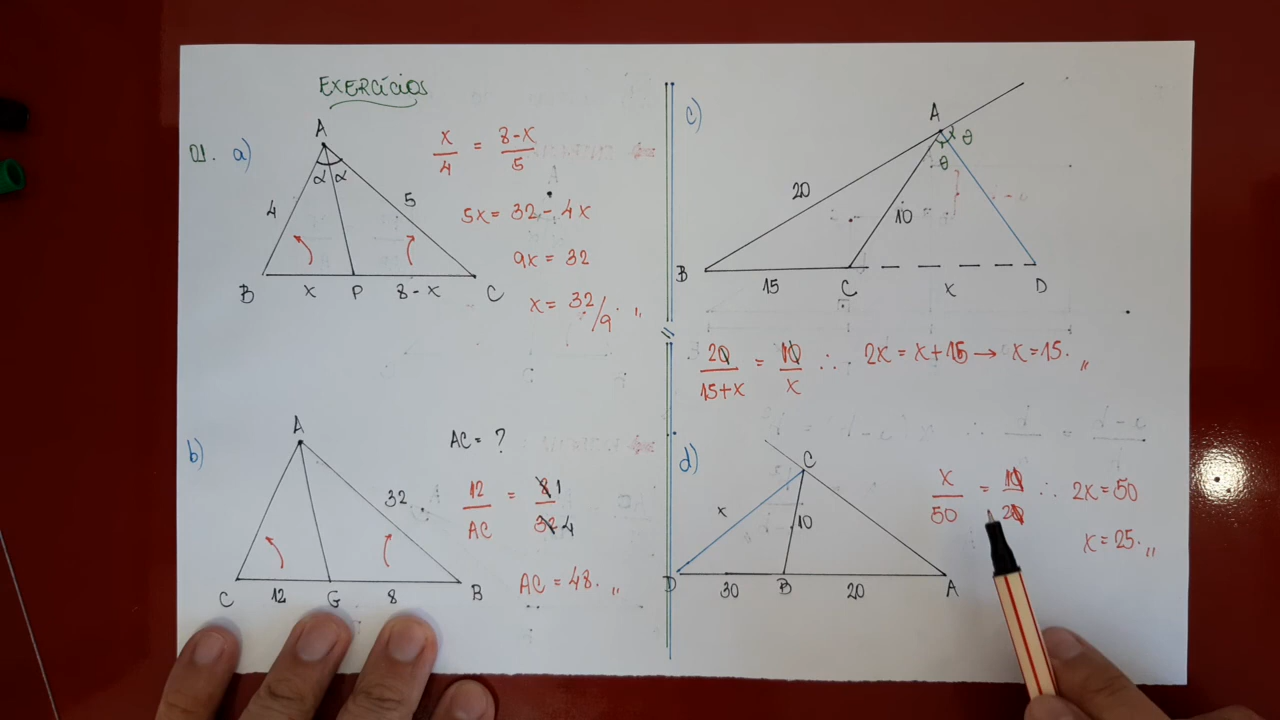 EXERCÍCIOS
01. a)
A
α α
4
5
B x P 8-x C
x/4 = 8-x/5
5x = 32 - 4x
9x = 32
x = 32/9.,,
b)
A
32
C 12 G 8 B
AC = ?
12/AC = 8 1/32 4
AC = 48.,,
c)
A
θ
θ
20
10
B 15 C x D
20/15+x = 10/x ∴ 2x = x+15 → x = 15.,,
d)
C
x
10
D 30 B 20 A
x/50 = 10/20 ∴ 2x = 50
x = 25.,,